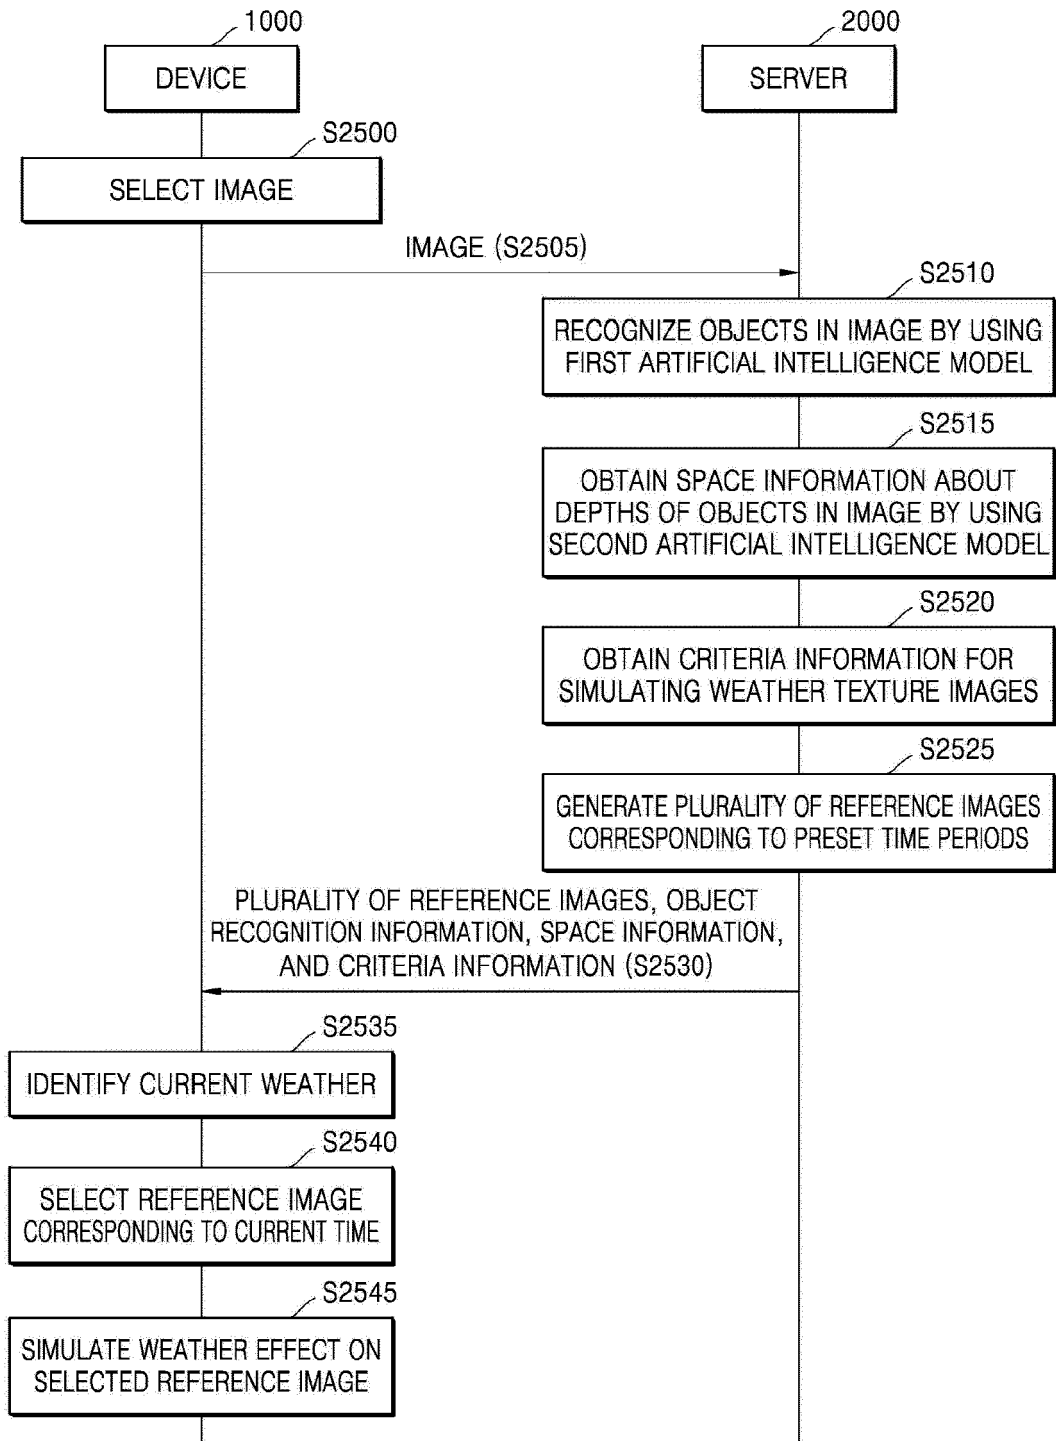 1000
2000
DEVICE
SERVER
S2500
SELECT IMAGE
IMAGE (S2505)
S2510
RECOGNIZE OBJECTS IN IMAGE BY USING
FIRST ARTIFICIAL INTELLIGENCE MODEL
S2515
OBTAIN SPACE INFORMATION ABOUT
DEPTHS OF OBJECTS IN IMAGE BY USING
SECOND ARTIFICIAL INTELLIGENCE MODEL
S2520
OBTAIN CRITERIA INFORMATION FOR
SIMULATING WEATHER TEXTURE IMAGES
S2525
GENERATE PLURALITY OF REFERENCE IMAGES
CORRESPONDING TO PRESET TIME PERIODS
PLURALITY OF REFERENCE IMAGES, OBJECT
RECOGNITION INFORMATION, SPACE INFORMATION,
AND CRITERIA INFORMATION (S2530)
S2535
IDENTIFY CURRENT WEATHER
S2540
SELECT REFERENCE IMAGE
CORRESPONDING TO CURRENT TIME
S2545
SIMULATE WEATHER EFFECT ON
SELECTED REFERENCE IMAGE